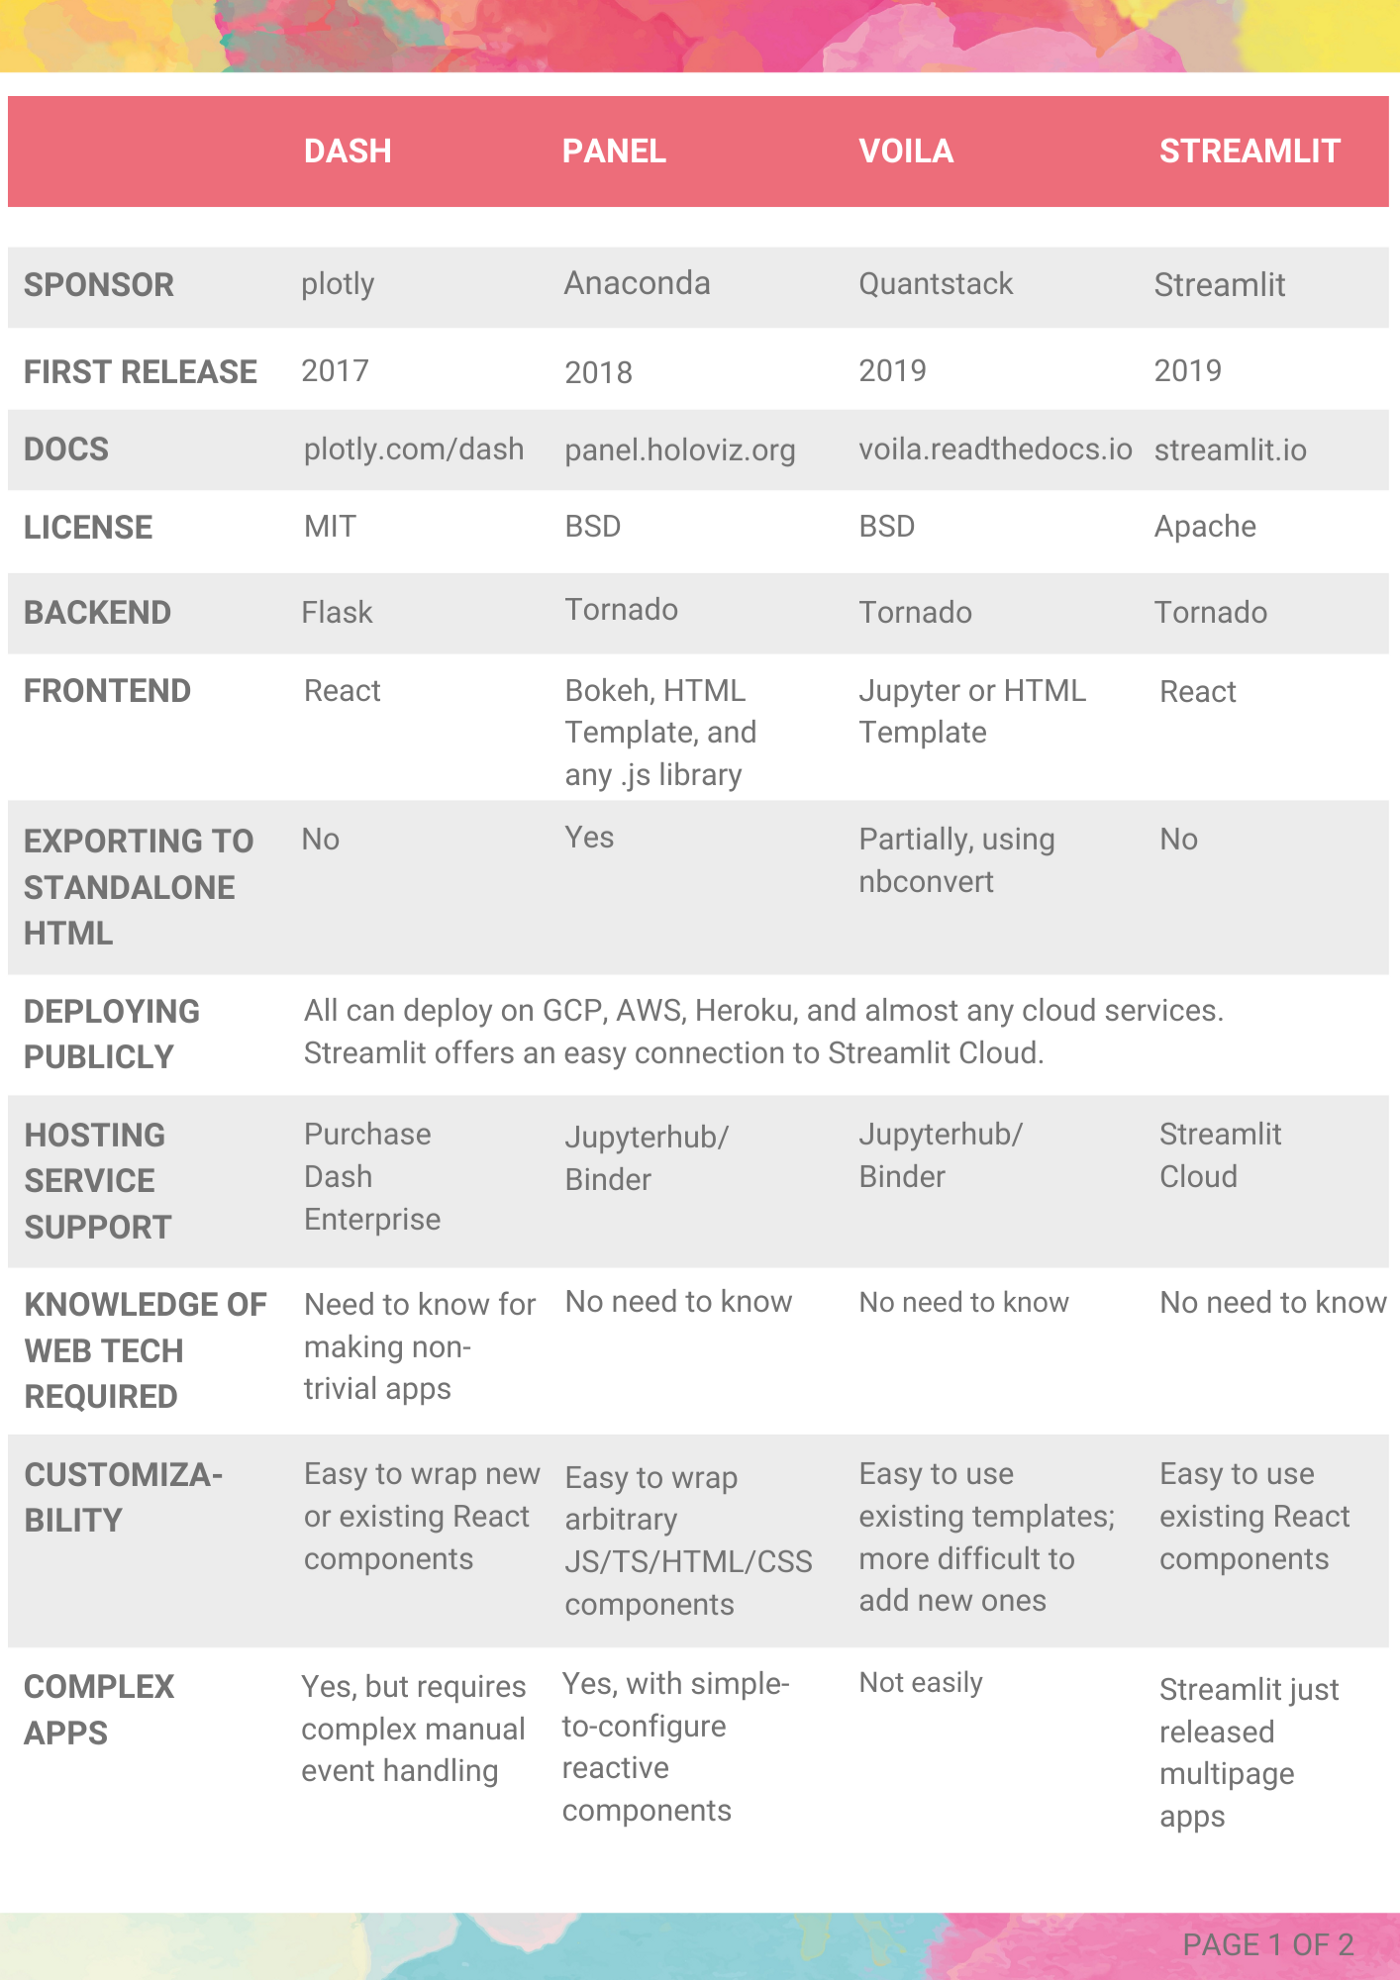 DASH PANEL VOILA STREAMLIT
SPONSOR plotly Anaconda Quantstack Streamlit
FIRST RELEASE 2017 2018 2019 2019
DOCS plotly.com/dash panel.holoviz.org voila.readthedocs.io streamlit.io
LICENSE MIT BSD BSD Apache
BACKEND Flask Tornado Tornado Tornado
FRONTEND React Bokeh, HTML Jupyter or HTML React
Template, and Template
any .js library
EXPORTING TO No Yes Partially, using No
STANDALONE nbconvert
HTML
DEPLOYING All can deploy on GCP, AWS, Heroku, and almost any cloud services.
PUBLICLY Streamlit offers an easy connection to Streamlit Cloud.
HOSTING Purchase Jupyterhub/ Jupyterhub/ Streamlit
SERVICE Dash Binder Binder Cloud
SUPPORT Enterprise
KNOWLEDGE OF Need to know for No need to know No need to know No need to know
WEB TECH making non-
REQUIRED trivial apps
CUSTOMIZA- Easy to wrap new Easy to wrap Easy to use Easy to use
BILITY or existing React arbitrary existing templates; existing React
components JS/TS/HTML/CSS more difficult to components
components add new ones
COMPLEX Yes, but requires Yes, with simple- Not easily Streamlit just
APPS complex manual to-configure released
event handling reactive multipage
components apps
PAGE 1 OF 2